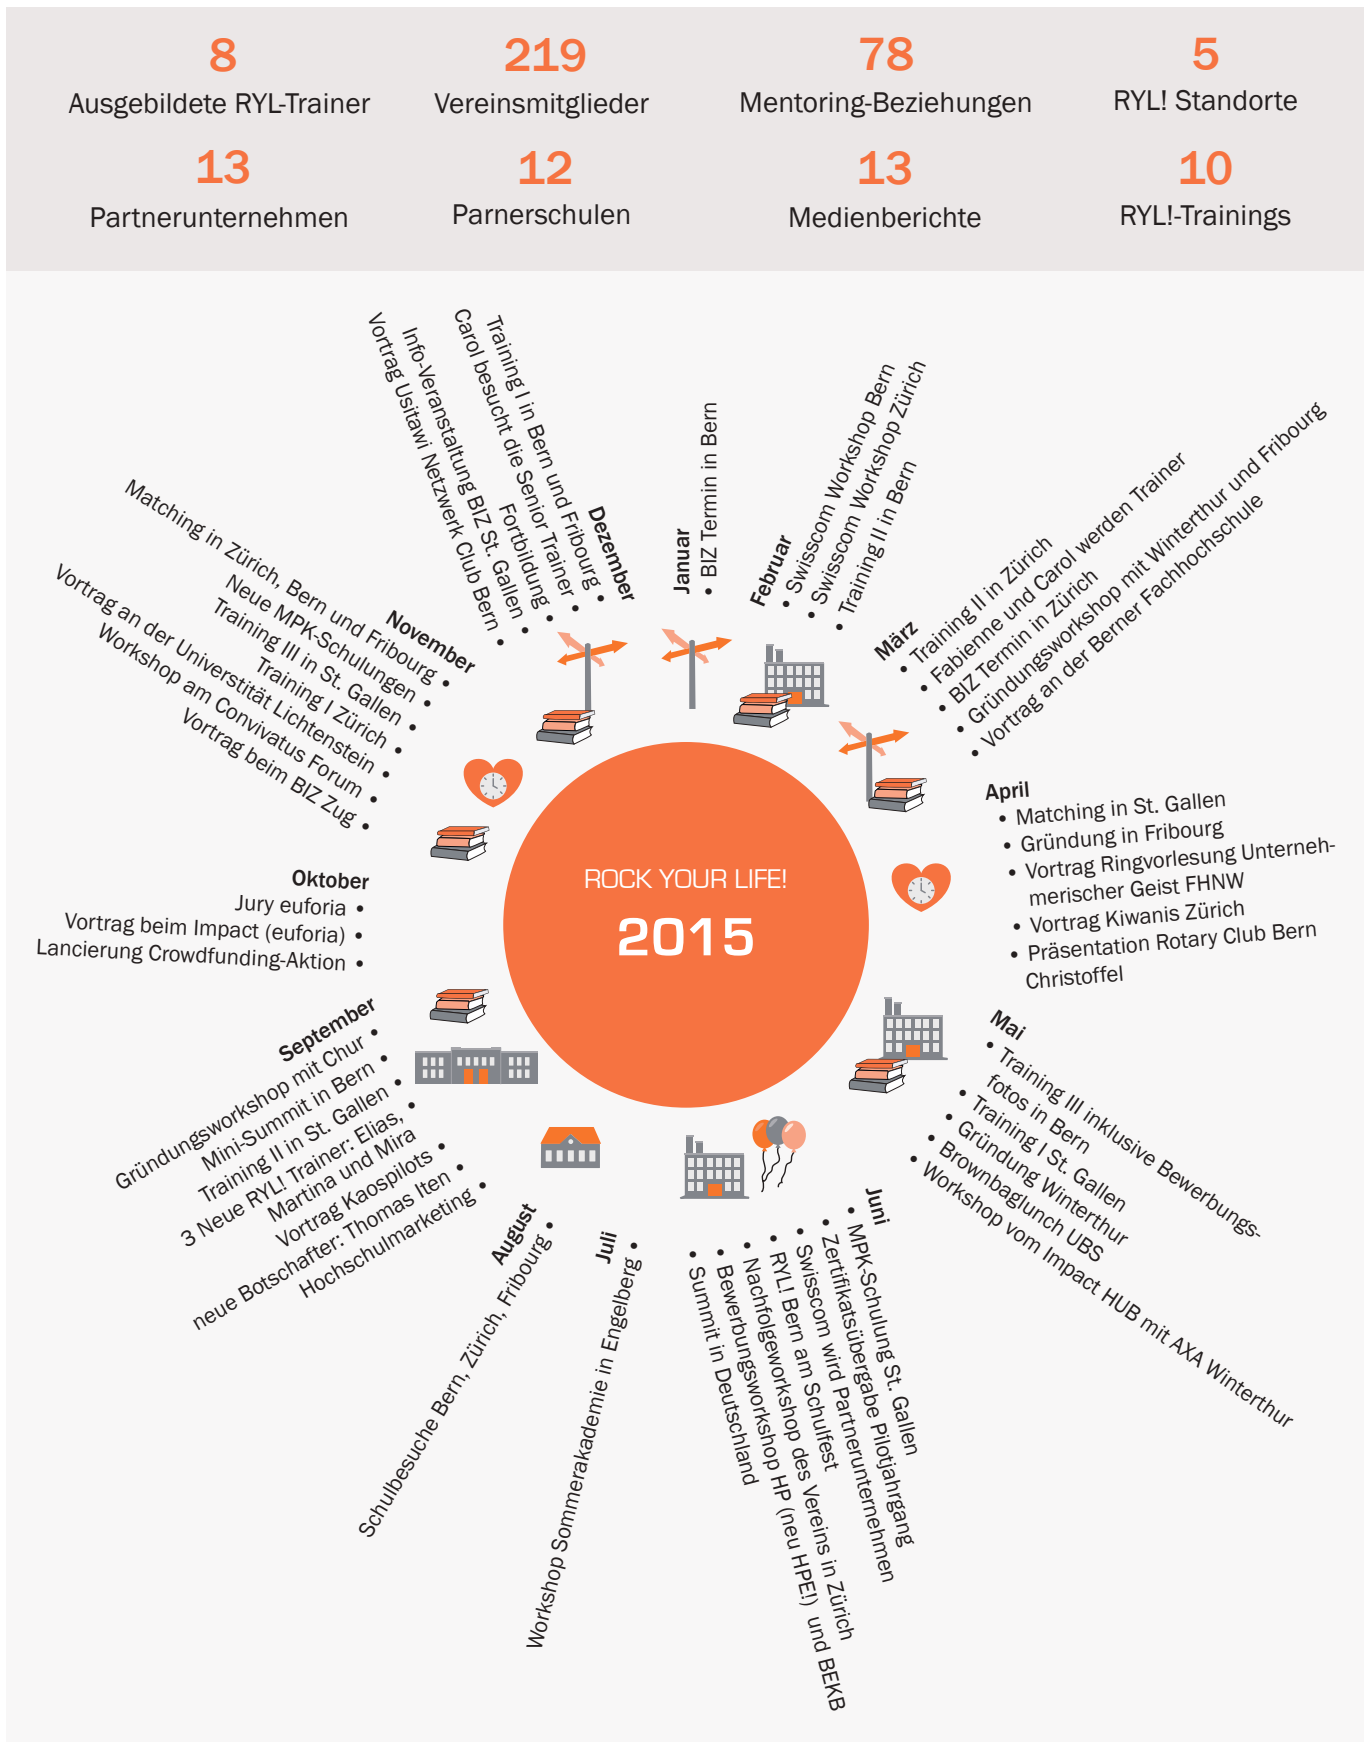 8
Ausgebildete RYL-Trainer
219
Vereinsmitglieder
78
Mentoring-Beziehungen
5
RYL! Standorte
13
Partnerunternehmen
12
Parnerschulen
13
Medienberichte
10
RYL!-Trainings
ROCK YOUR LIFE!
2015
Januar
• BIZ Termin in Bern
Februar
• Swisscom Workshop Bern
• Swisscom Workshop Zürich
• Training II in Bern
März
• Training II in Zürich
• Fabienne und Carol werden Trainer
• BIZ Termin in Zürich
• Gründungsworkshop mit Winterthur und Fribourg
• Vortrag an der Berner Fachhochschule
April
• Matching in St. Gallen
• Gründung in Fribourg
• Vortrag Ringvorlesung Unterneh-
merischer Geist FHNW
• Vortrag Kiwanis Zürich
• Präsentation Rotary Club Bern
Christoffel
Mai
• Training III inklusive Bewerbungs-
fotos in Bern
• Training I St. Gallen
• Gründung Winterthur
• Brownbaglunch UBS
• Workshop vom Impact HUB mit AXA Winterthur
Juni
• MPK-Schulung St. Gallen
• Zertifikatsübergabe Pilotjahrgang
• Swisscom wird Partnerunternehmen
• RYL! Bern am Schulfest
• Nachfolgeworkshop des Vereins in Zürich
• Bewerbungsworkshop HP (neu HPE!) und BEKB
• Summit in Deutschland
Juli
Workshop Sommerakademie in Engelberg •
August
Schulbesuche Bern, Zürich, Fribourg •
September
Gründungsworkshop mit Chur •
Mini-Summit in Bern •
Training II in St. Gallen •
3 Neue RYL! Trainer: Elias, •
Martina und Mira
Vortrag Kaospilots •
neue Botschafter: Thomas Iten •
Hochschulmarketing •
Oktober
Jury euforia •
Vortrag beim Impact (euforia) •
Lancierung Crowdfunding-Aktion •
November
Matching in Zürich, Bern und Fribourg •
Neue MPK-Schulungen •
Training III in St. Gallen •
Training I Zürich •
Vortrag an der Universtität Lichtenstein •
Workshop am Convivatus Forum •
Vortrag beim BIZ Zug •
Dezember
Training I in Bern und Fribourg •
Carol besucht die Senior Trainer •
Fortbildung •
Info-Veranstaltung BIZ St. Gallen •
Vortrag Usitawi Netzwerk Club Bern •